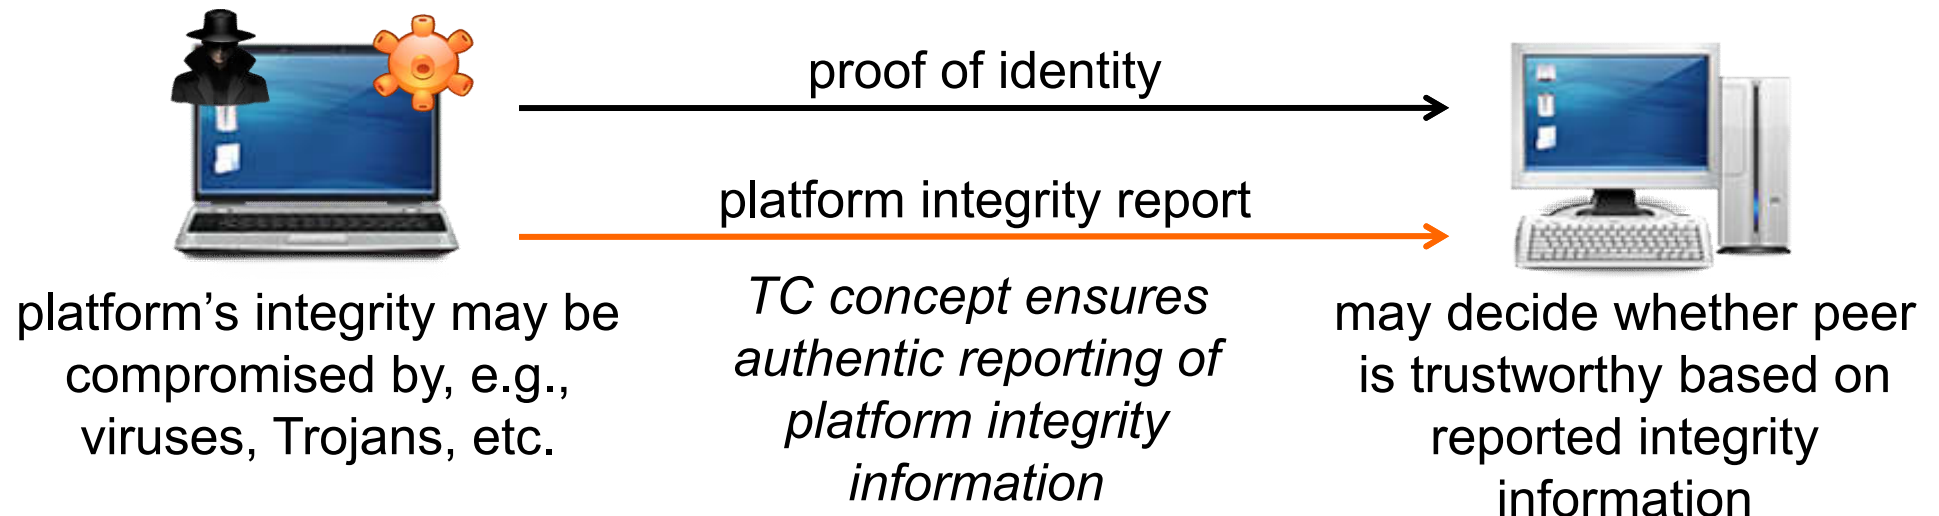 proof of identity
platform integrity report
platform's integrity may be
compromised by, e.g.,
viruses, Trojans, etc.
TC concept ensures
authentic reporting of
platform integrity
information
may decide whether peer
is trustworthy based on
reported integrity
information